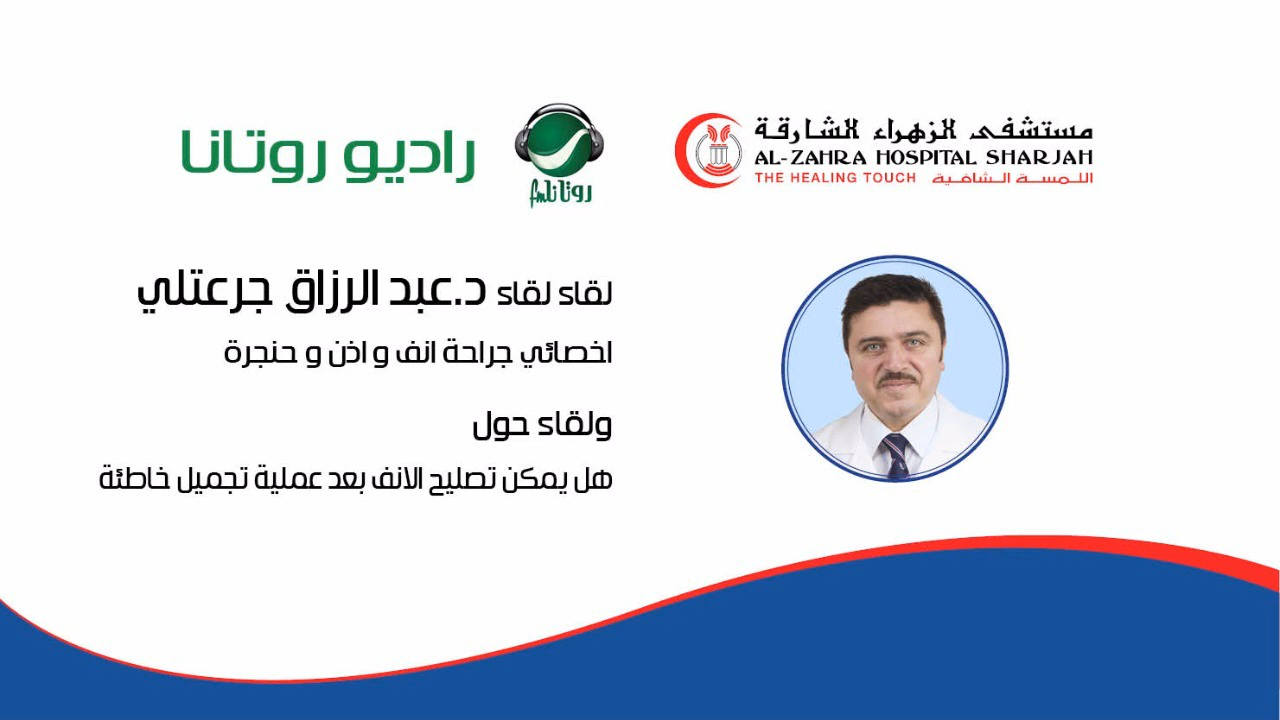 مستشفى الزهراء الشارقة
AL-ZAHRA HOSPITAL SHARJAH
THE HEALING TOUCH اللمسة الشافية
راديو روتانا
روتانا fm
لقاء لقاء د.عبد الرزاق جرعتلي
اخصائي جراحة انف و اذن و حنجرة
ولقاء حول
هل يمكن تصليح الانف بعد عملية تجميل خاطئة